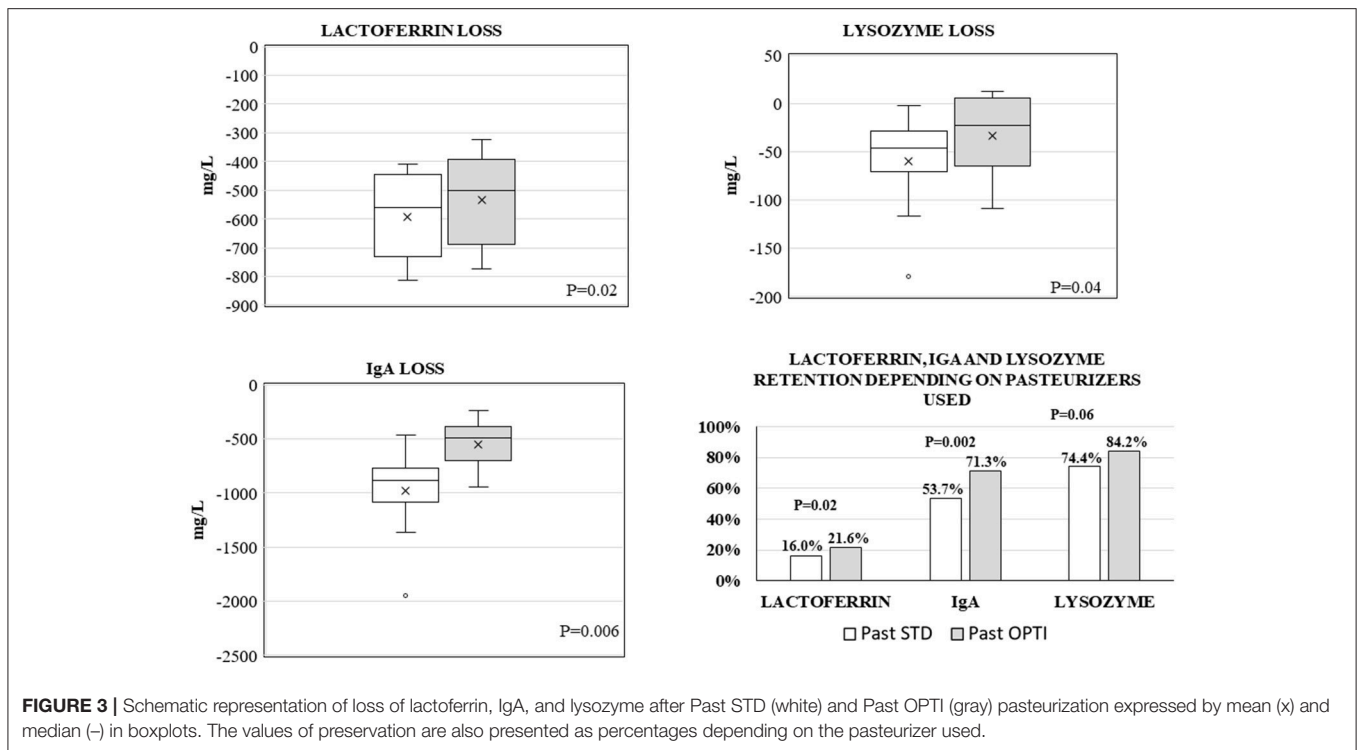 LACTOFERRIN LOSS
0
-100
-200
-300
-400
-500
-600
-700
-800
-900
mg/L
P=0.02
LYSOZYME LOSS
50
0
-50
-100
-150
-200
mg/L
P=0.04
IgA LOSS
0
-500
-1000
-1500
-2000
-2500
mg/L
P=0.006
LACTOFERRIN, IGA AND LYSOZYME
RETENTION DEPENDING ON PASTEURIZERS
USED
100%
80%
60%
40%
20%
0%
P=0.02
16.0%
21.6%
P=0.002
53.7%
71.3%
P=0.06
74.4%
84.2%
LACTOFERRIN
IgA
LYSOZYME
Past STD
Past OPTI
FIGURE 3 | Schematic representation of loss of lactoferrin, IgA, and lysozyme after Past STD (white) and Past OPTI (gray) pasteurization expressed by mean (x) and
median (–) in boxplots. The values of preservation are also presented as percentages depending on the pasteurizer used.